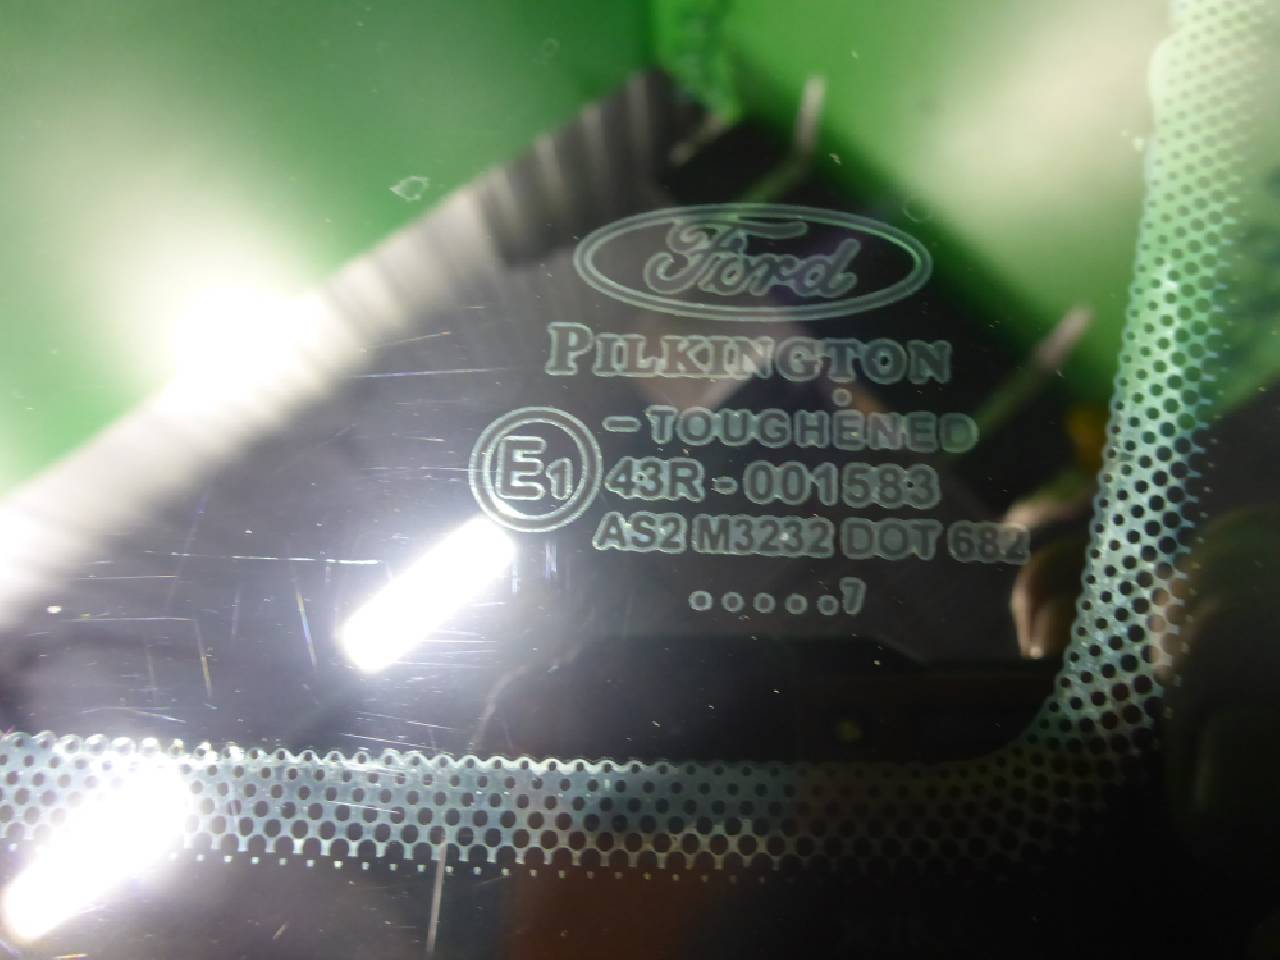 Ford
PILKINGTON
- TOUGHENED
E1 43R - 001583
AS2 M3232 DOT 682
.....7